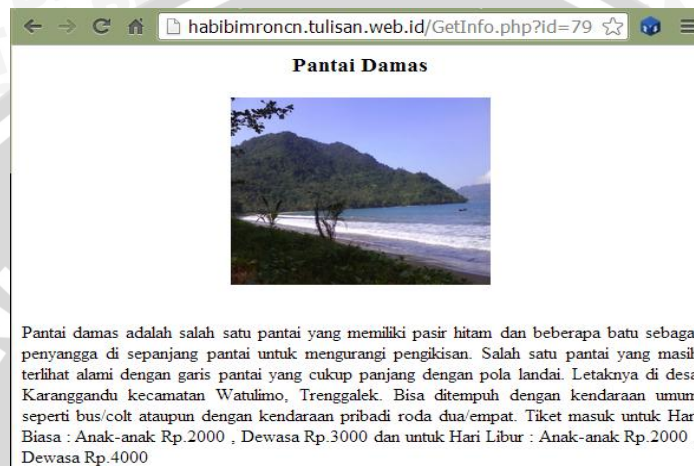 habibimroncn.tulisan.web.id/GetInfo.php?id=79
Pantai Damas
Pantai damas adalah salah satu pantai yang memiliki pasir hitam dan beberapa batu sebaga
penyangga di sepanjang pantai untuk mengurangi pengikisan. Salah satu pantai yang masih
terlihat alami dengan garis pantai yang cukup panjang dengan pola landai. Letaknya di desa
Karanggandu kecamatan Watulimo, Trenggalek. Bisa ditempuh dengan kendaraan umum
seperti bus/colt ataupun dengan kendaraan pribadi roda dua/empat. Tiket masuk untuk Har
Biasa : Anak-anak Rp.2000 , Dewasa Rp.3000 dan untuk Hari Libur : Anak-anak Rp.2000
Dewasa Rp.4000